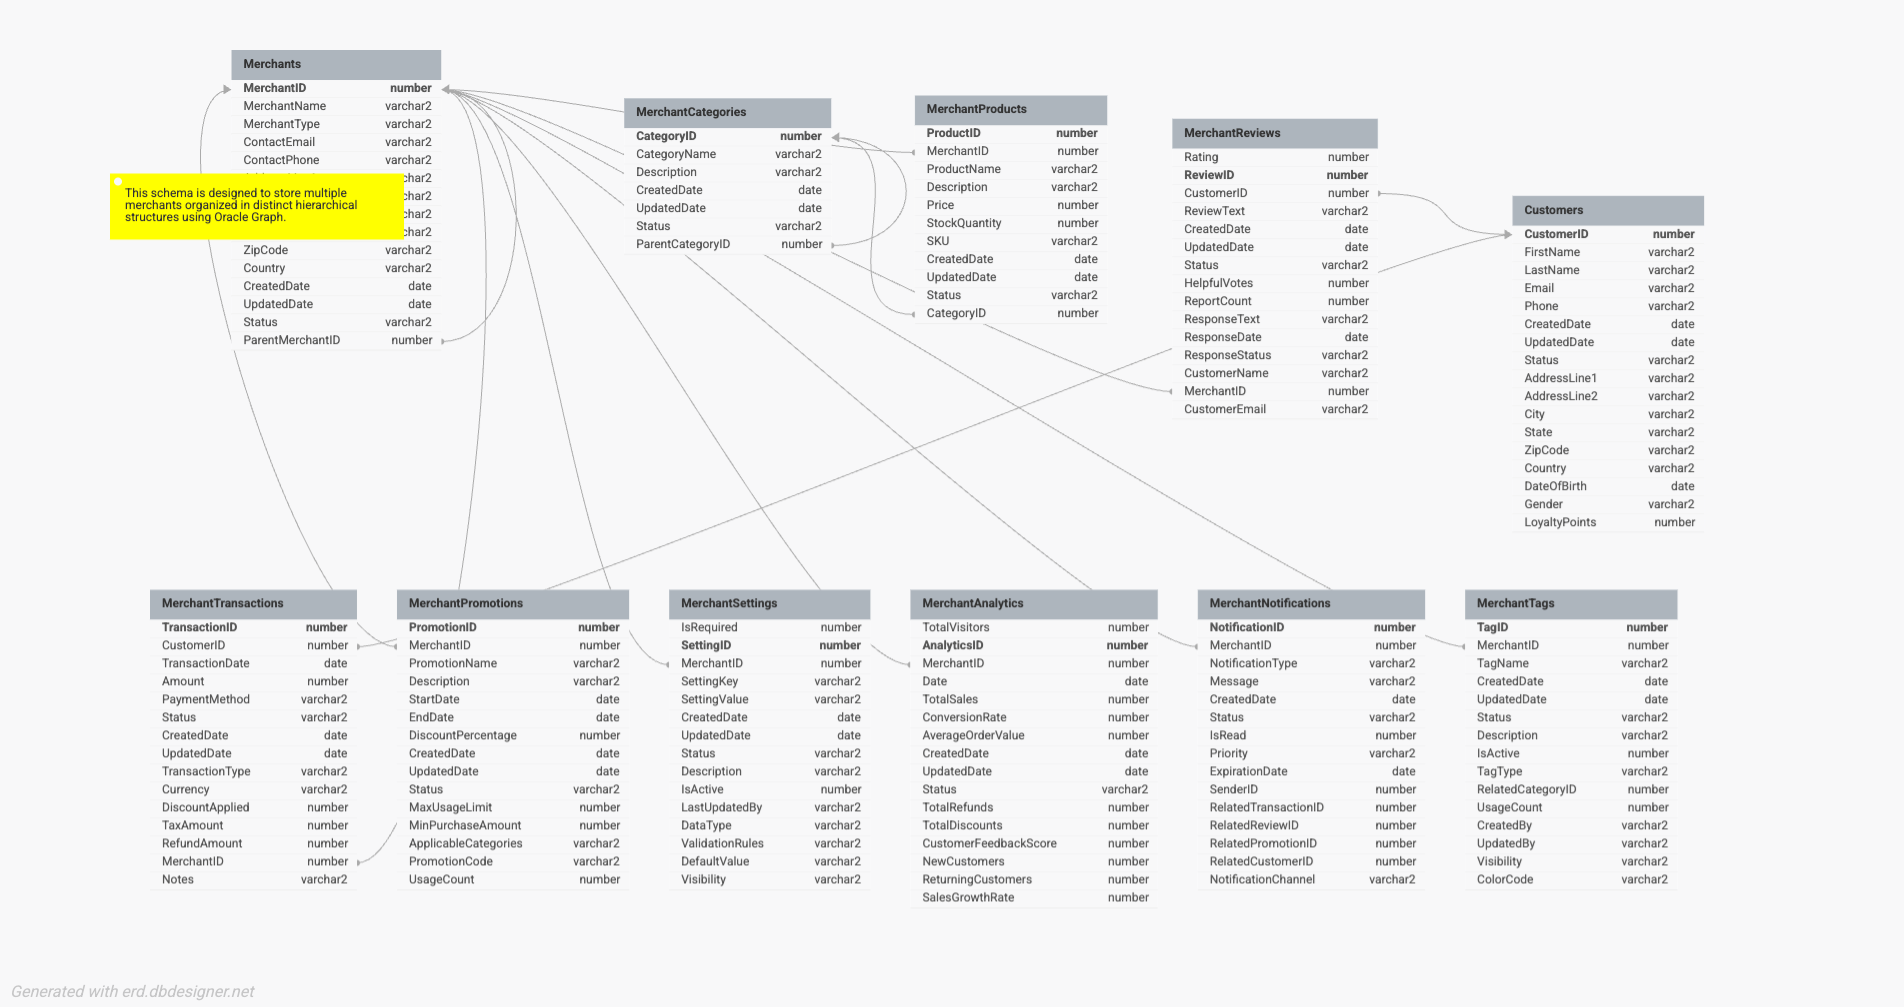 Merchants
MerchantID number
MerchantName varchar2
MerchantType varchar2
ContactEmail varchar2
ContactPhone varchar2
This schema is designed to store multiple
merchants organized in distinct hierarchical
structures using Oracle Graph.
ZipCode varchar2
Country varchar2
CreatedDate date
UpdatedDate date
Status varchar2
ParentMerchantID number
MerchantCategories
CategoryID number
CategoryName varchar2
Description varchar2
CreatedDate date
UpdatedDate date
Status varchar2
ParentCategoryID number
MerchantProducts
ProductID number
MerchantID number
ProductName varchar2
Description varchar2
Price number
StockQuantity number
SKU varchar2
CreatedDate date
UpdatedDate date
Status varchar2
CategoryID number
MerchantReviews
Rating number
ReviewID number
CustomerID number
ReviewText varchar2
CreatedDate date
UpdatedDate date
Status varchar2
HelpfulVotes number
ReportCount number
ResponseText varchar2
ResponseDate date
ResponseStatus varchar2
CustomerName varchar2
MerchantID number
CustomerEmail varchar2
Customers
CustomerID number
FirstName varchar2
LastName varchar2
Email varchar2
Phone varchar2
CreatedDate date
UpdatedDate date
Status varchar2
AddressLine1 varchar2
AddressLine2 varchar2
City varchar2
State varchar2
ZipCode varchar2
Country varchar2
DateOfBirth date
Gender varchar2
LoyaltyPoints number
MerchantTransactions
TransactionID number
CustomerID number
TransactionDate date
Amount number
PaymentMethod varchar2
Status varchar2
CreatedDate date
UpdatedDate date
TransactionType varchar2
Currency varchar2
DiscountApplied number
TaxAmount number
RefundAmount number
MerchantID number
Notes varchar2
MerchantPromotions
PromotionID number
MerchantID number
PromotionName varchar2
Description varchar2
StartDate date
EndDate date
DiscountPercentage number
CreatedDate date
UpdatedDate date
Status varchar2
MaxUsageLimit number
MinPurchaseAmount number
ApplicableCategories varchar2
PromotionCode varchar2
UsageCount number
MerchantSettings
IsRequired number
SettingID number
MerchantID number
SettingKey varchar2
SettingValue varchar2
CreatedDate date
UpdatedDate date
Status varchar2
Description varchar2
IsActive number
LastUpdatedBy varchar2
DataType varchar2
ValidationRules varchar2
DefaultValue varchar2
Visibility varchar2
MerchantAnalytics
TotalVisitors number
AnalyticsID number
MerchantID number
Date date
TotalSales number
ConversionRate number
AverageOrderValue number
CreatedDate date
UpdatedDate date
Status varchar2
TotalRefunds number
TotalDiscounts number
CustomerFeedbackScore number
NewCustomers number
ReturningCustomers number
SalesGrowthRate number
MerchantNotifications
NotificationID number
MerchantID number
NotificationType varchar2
Message varchar2
CreatedDate date
Status varchar2
IsRead number
Priority varchar2
ExpirationDate date
SenderID number
RelatedTransactionID number
RelatedReviewID number
RelatedPromotionID number
RelatedCustomerID number
NotificationChannel varchar2
MerchantTags
TagID number
MerchantID number
TagName varchar2
CreatedDate date
UpdatedDate date
Status varchar2
Description varchar2
IsActive number
TagType varchar2
RelatedCategoryID number
UsageCount number
CreatedBy varchar2
UpdatedBy varchar2
Visibility varchar2
ColorCode varchar2
Generated with erd.dbdesigner.net